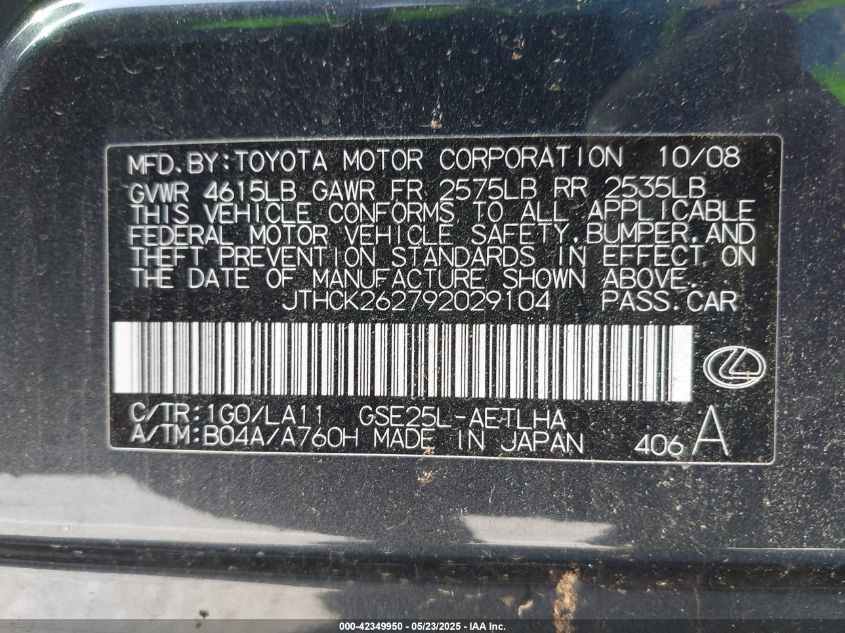 MFD.BY:TOYOTA MOTOR CORPORATION 10/08
GVWR 4615LB GAWR FR 2575LB RR 2535LB
THIS VEHICLE CONFORMS TO ALL APPLICABLE
FEDERAL MOTOR VEHICLE SAFETY,BUMPER,AND
THEFT PREVENTION STANDARDS IN EFFECT ON
THE DATE OF MANUFACTURE SHOWN ABOVE.
JTHCK262792029104 PASS.CAR
C/TR:1G0/LA11 GSE25L-AETLHA
A/TM:B04A/A760H MADE IN JAPAN 406 A
000-42349950 - 05/23/2025 - IAA Inc.